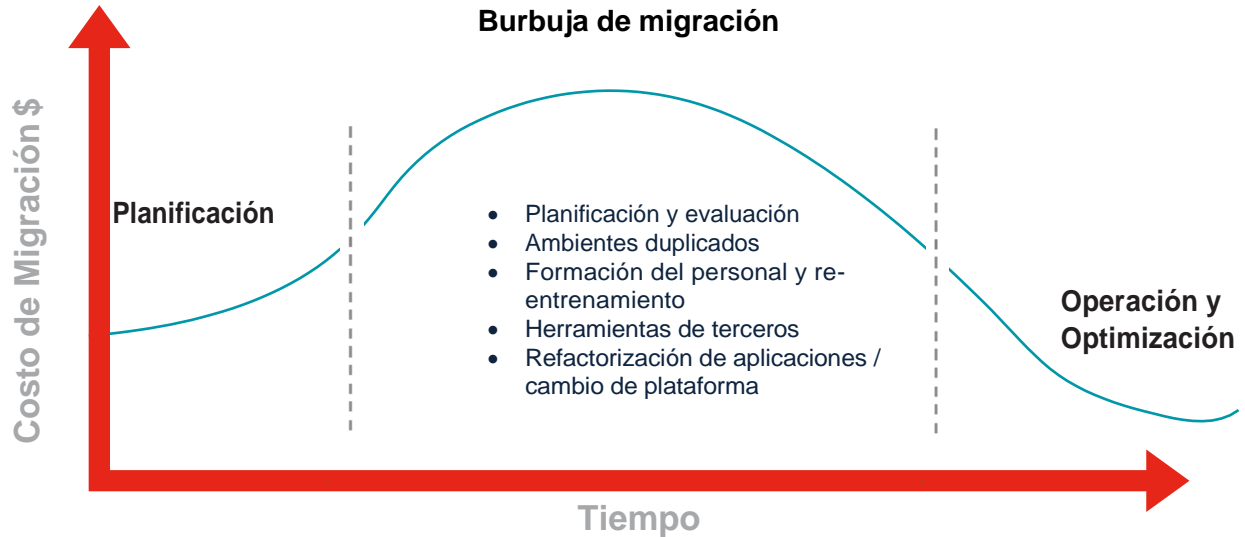 Burbuja de migración
Costo de Migración $
Planificación
• Planificación y evaluación
• Ambientes duplicados
• Formación del personal y re-
entrenamiento
• Herramientas de terceros
• Refactorización de aplicaciones /
cambio de plataforma
Operación y
Optimización
Tiempo